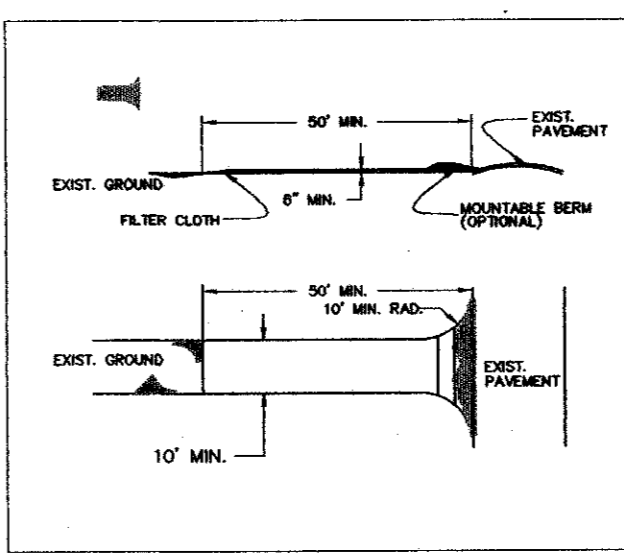 50' MIN.
EXIST.
PAVEMENT
EXIST. GROUND
6" MIN.
FILTER CLOTH
MOUNTABLE BERM
(OPTIONAL)
50' MIN.
10' MIN. RAD.
EXIST. GROUND
EXIST.
PAVEMENT
10' MIN.